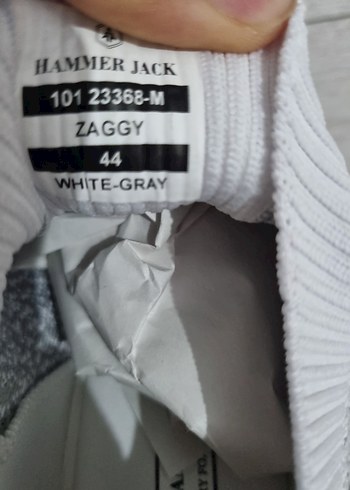 HAMMER JACK
101 23368-M
ZAGGY
44
WHITE-GRAY